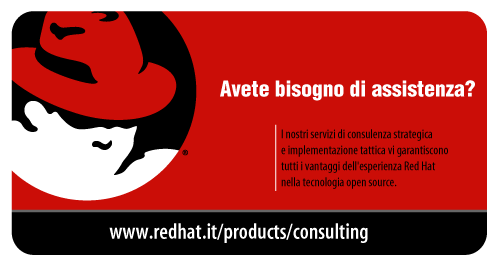 Avete bisogno di assistenza?
I nostri servizi di consulenza strategica
e implementazione tattica vi garantiscono
tutti i vantaggi dell'esperienza Red Hat
nella tecnologia open source.
®
www.redhat.it/products/consulting